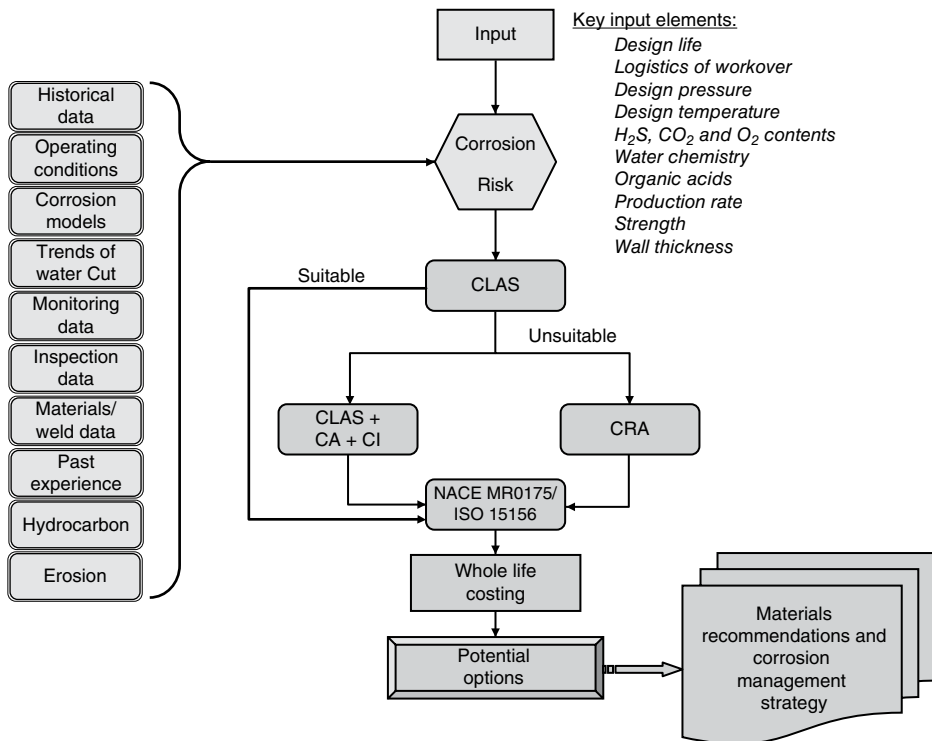 Input
Key input elements:
Design life
Logistics of workover
Design pressure
Design temperature
H₂S, CO₂ and O₂ contents
Water chemistry
Organic acids
Production rate
Strength
Wall thickness
Historical
data
Operating
conditions
Corrosion
models
Trends of
water Cut
Monitoring
data
Inspection
data
Materials/
weld data
Past
experience
Hydrocarbon
Erosion
Corrosion
Risk
Suitable
CLAS
Unsuitable
CLAS +
CA + CI
CRA
NACE MR0175/
ISO 15156
Whole life
costing
Potential
options
Materials
recommendations and
corrosion
management
strategy